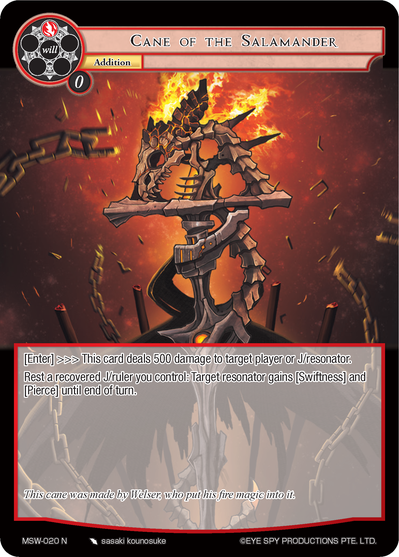 Cane of the Salamander
will
Addition
0
[Enter] >>> This card deals 500 damage to target player or J/resonator.
Rest a recovered J/ruler you control: Target resonator gains [Swiftness] and
[Pierce] until end of turn.
This cane was made by Welser, who put his fire magic into it.
MSW-020 N sasaki kounosuke ©EYE SPY PRODUCTIONS PTE. LTD.